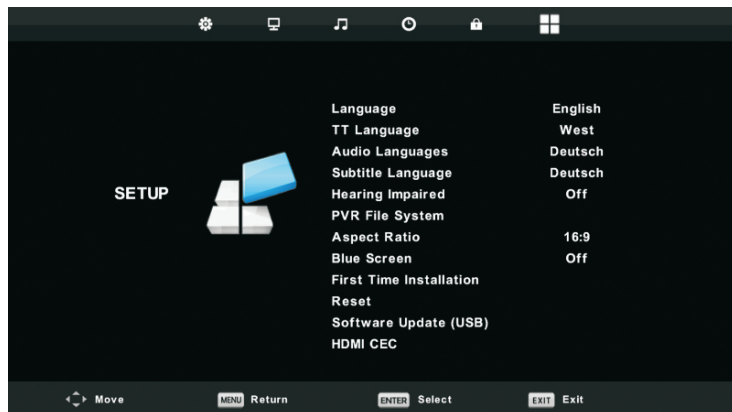 Language English
TT Language West
Audio Languages Deutsch
Subtitle Language Deutsch
SETUP Hearing Impaired Off
PVR File System
Aspect Ratio 16:9
Blue Screen Off
First Time Installation
Reset
Software Update (USB)
HDMI CEC
Move MENU Return ENTER Select EXIT Exit